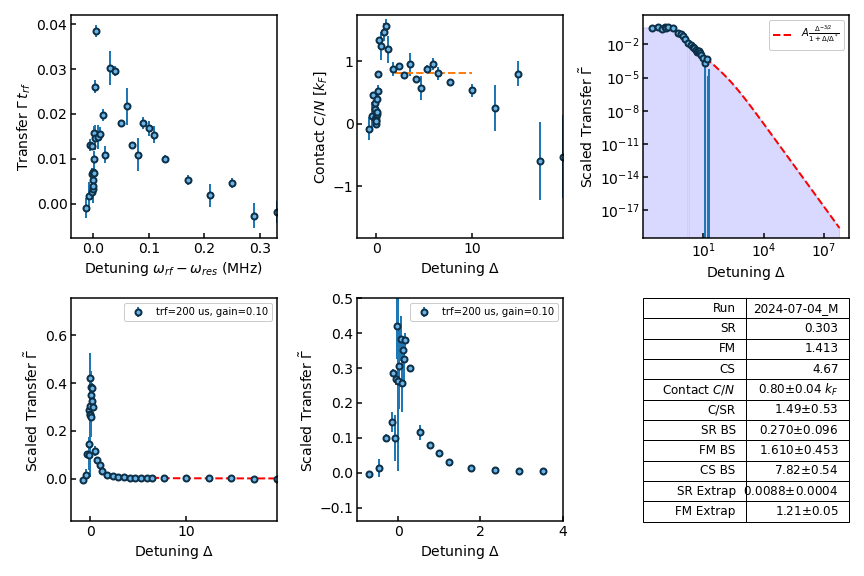 Transfer Γ t_rf
0.04
0.03
0.02
0.01
0.00
0.0
0.1
0.2
0.3
Detuning ω_rf − ω_res (MHz)
Contact C/N [k_F]
1
0
−1
0
10
Detuning Δ
Scaled Transfer Γ̃
10^−2
10^−5
10^−8
10^−11
10^−14
10^−17
10^1
10^4
10^7
Detuning Δ
Scaled Transfer Γ̃
0.6
0.4
0.2
0.0
0
10
Detuning Δ
trf=200 us, gain=0.10
Scaled Transfer Γ̃
0.5
0.4
0.3
0.2
0.1
0.0
−0.1
0
2
4
Detuning Δ
trf=200 us, gain=0.10
Run 2024-07-04_M
SR 0.303
FM 1.413
CS 4.67
Contact C/N 0.80±0.04 k_F
C/SR 1.49±0.53
SR BS 0.270±0.096
FM BS 1.610±0.453
CS BS 7.82±0.54
SR Extrap 0.0088±0.0004
FM Extrap 1.21±0.05